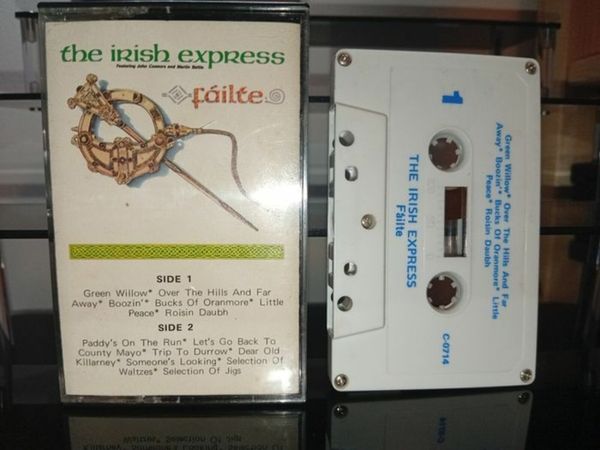 the irish express
Featuring John Connors and Martin Battle
fáilte
SIDE 1
Green Willow* Over The Hills And Far
Away* Boozin'* Bucks Of Oranmore* Little
Peace* Roisin Daubh
SIDE 2
Paddy's On The Run* Let's Go Back To
County Mayo* Trip To Durrow* Dear Old
Killarney* Someone's Looking* Selection Of
Waltzes* Selection Of Jigs
1
Green Willow* Over The Hills And Far
Away* Boozin'* Bucks Of Oranmore* Little
Peace* Roisin Daubh
THE IRISH EXPRESS
Fáilte
C-0714